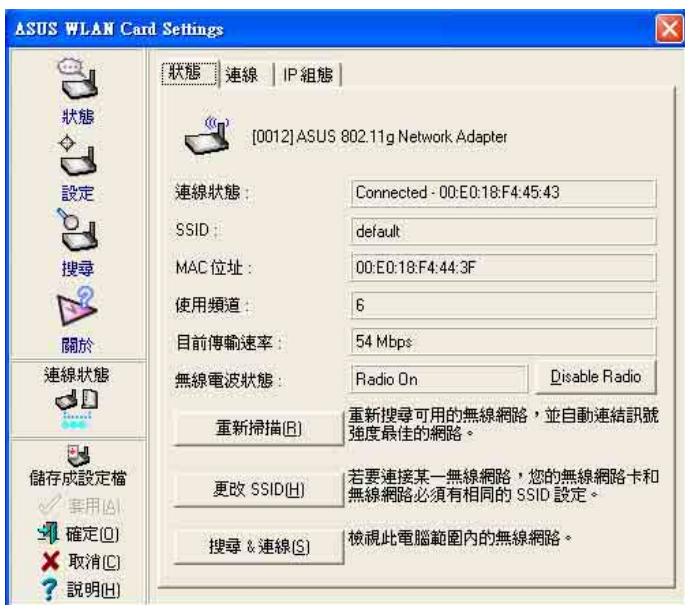 ASUS WLAN Card Settings
狀態
設定
搜尋
關於
連線狀態
儲存成設定檔
套用(A)
確定(O)
取消(C)
說明(H)
狀態
連線
IP 組態
[0012] ASUS 802.11g Network Adapter
連線狀態 :
Connected - 00:E0:18:F4:45:43
SSID :
default
MAC 位址 :
00:E0:18:F4:44:3F
使用頻道 :
6
目前傳輸速率 :
54 Mbps
無線電波狀態 :
Radio On
Disable Radio
重新掃描(R)
重新搜尋可用的無線網路,並自動連結訊號
強度最佳的網路。
更改 SSID(H)
若要連接某一無線網路,您的無線網路卡和
無線網路必須有相同的 SSID 設定。
搜尋 & 連線(S)
檢視此電腦範圍內的無線網路。